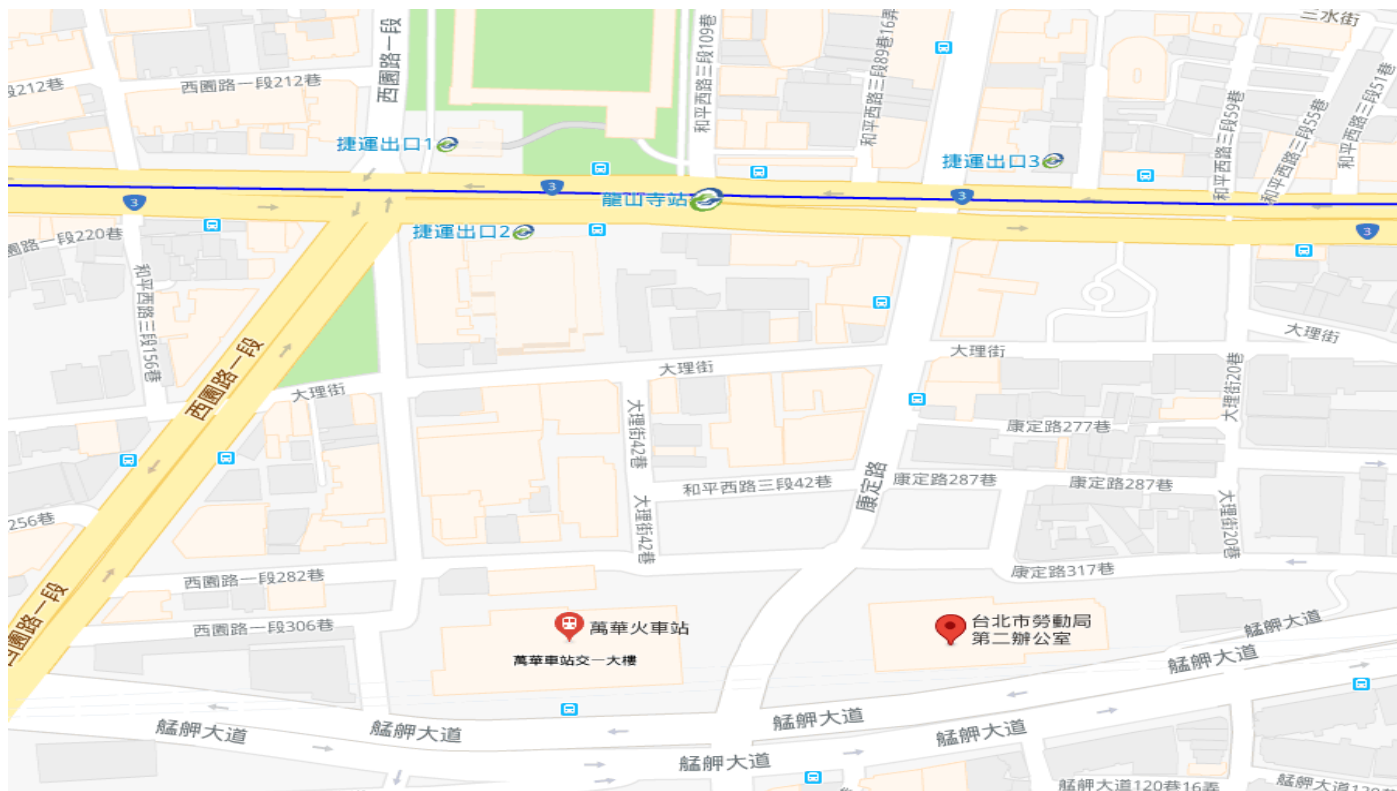 三水街
212巷
西園路一段212巷
西園路一段
和平西路三段109巷
和平西路三段89巷16弄
和平西路三段59巷
和平西路三段55巷
和平西路三段51巷
捷運出口1
捷運出口3
3
3
3
3
龍山寺站
捷運出口2
西園路一段220巷
和平西路三段156巷
西園路一段
大理街
大理街
大理街
大理街
大理街20巷
大理街42巷
康定路277巷
和平西路三段42巷
康定路
康定路287巷
康定路287巷
大理街42巷
大理街20巷
256巷
西園路一段282巷
康定路317巷
西園路一段
西園路一段306巷
萬華火車站
萬華車站交一大樓
台北市勞動局
第二辦公室
艋舺大道
艋舺大道
艋舺大道
艋舺大道
艋舺大道
艋舺大道
艋舺大道
艋舺大道120巷16弄